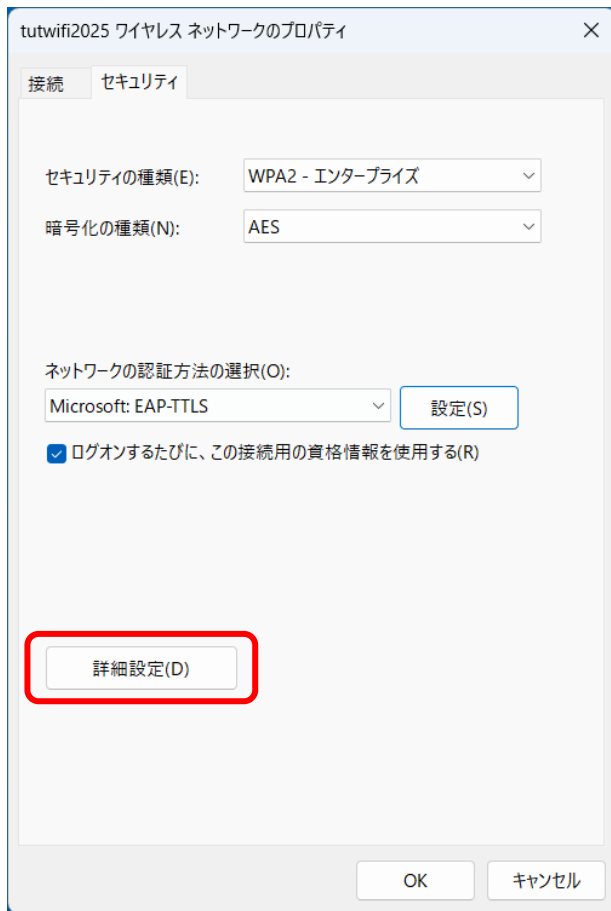 tutwifi2025 ワイヤレス ネットワークのプロパティ
接続 セキュリティ
セキュリティの種類(E): WPA2 - エンタープライズ
暗号化の種類(N): AES
ネットワークの認証方法の選択(O):
Microsoft: EAP-TTLS 設定(S)
ログオンするたびに、この接続用の資格情報を使用する(R)
詳細設定(D)
OK キャンセル